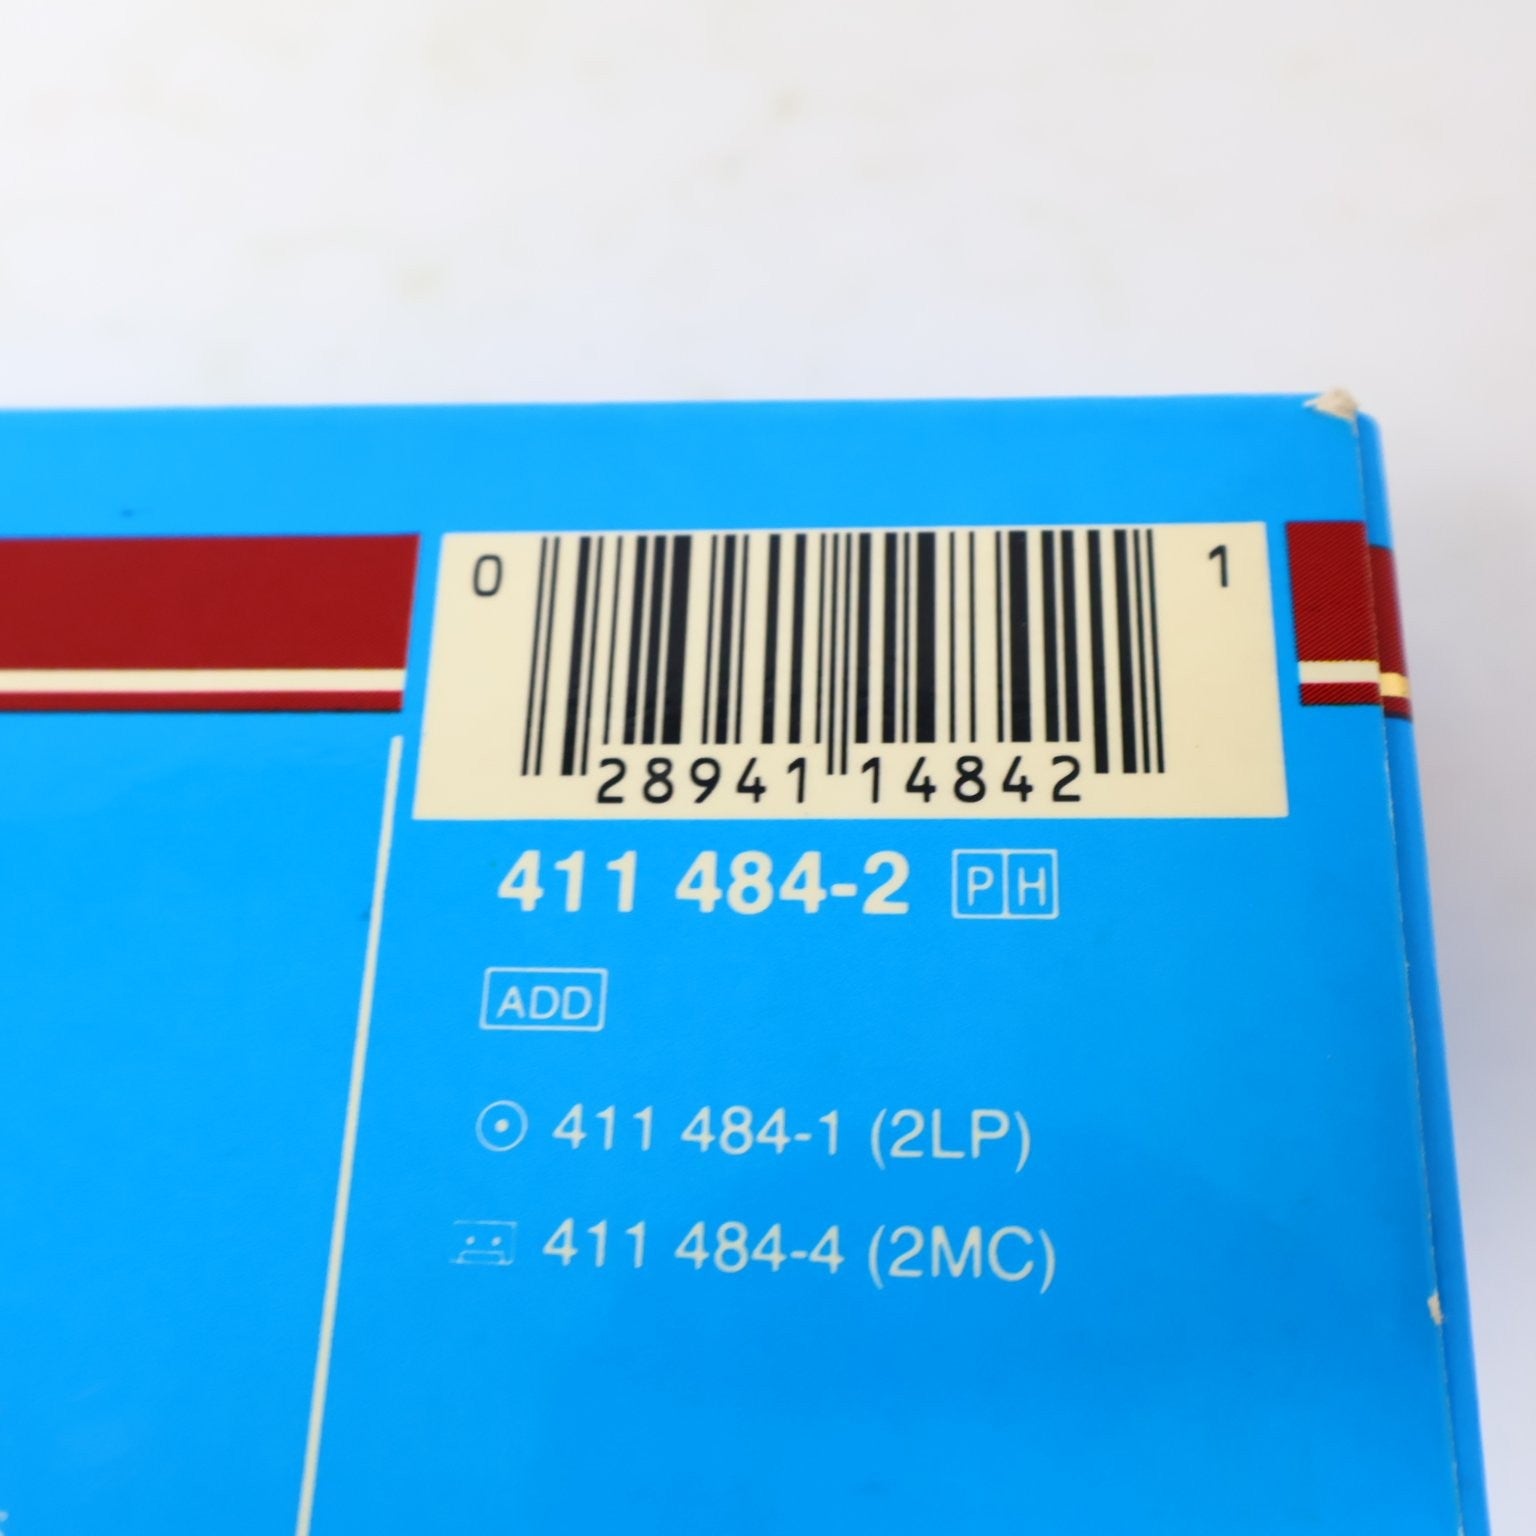 0 28941 14842 1
411 484-2 PH
ADD
411 484-1 (2LP)
411 484-4 (2MC)